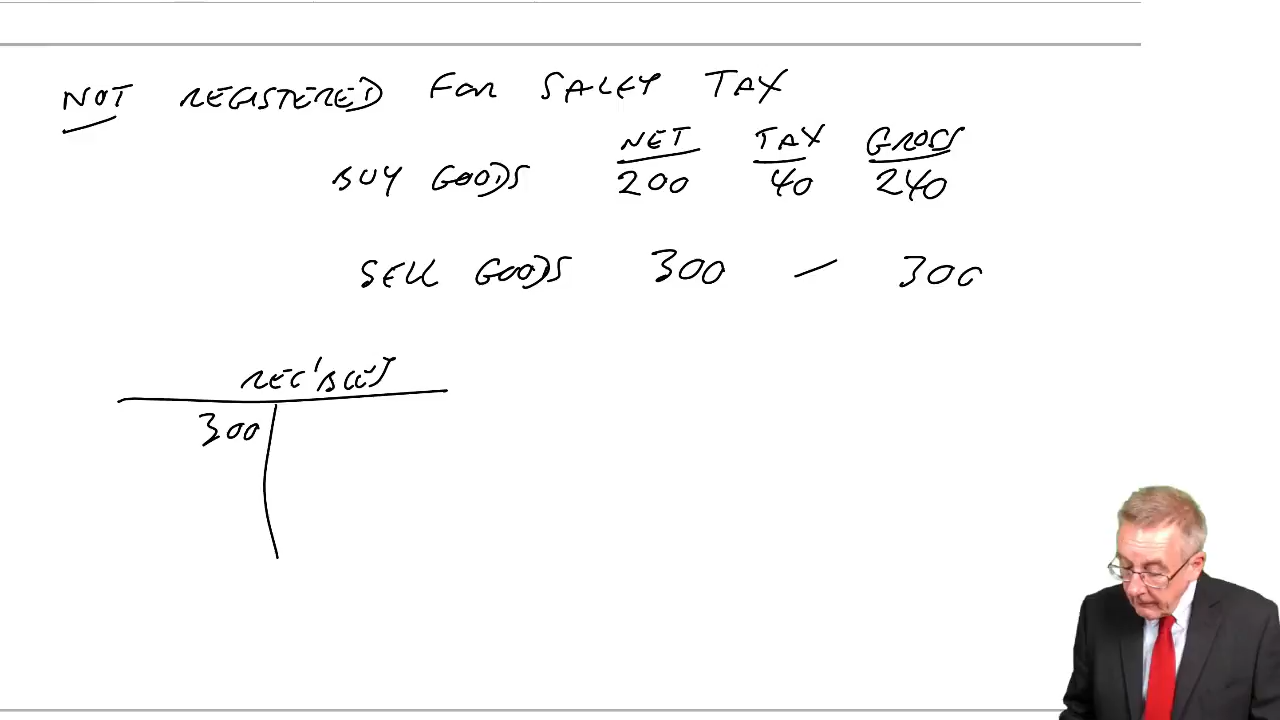 NOT REGISTERED FOR SALES TAX
NET TAX GROSS
BUY GOODS 200 40 240
SELL GOODS 300 — 300
REC'BLES
300